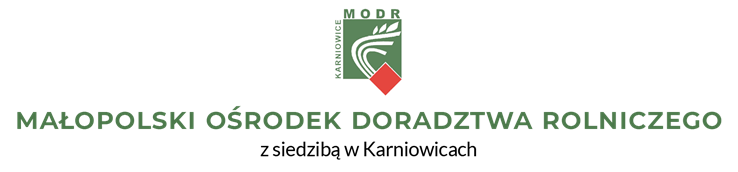 MODR
KARNIOWICE
MAŁOPOLSKI OŚRODEK DORADZTWA ROLNICZEGO
z siedzibą w Karniowicach